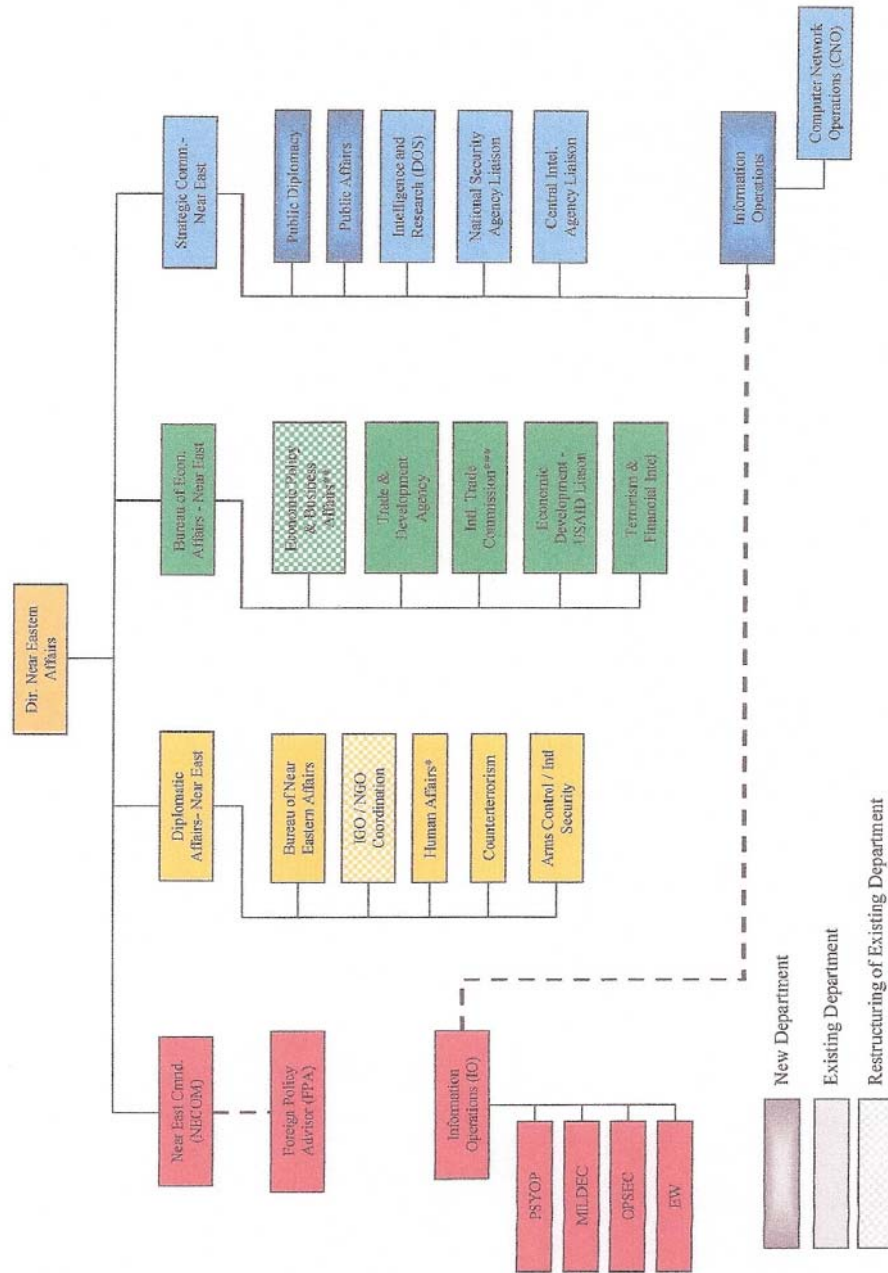 Dir. Near Eastern
Affairs
Near East Cmnd.
(NECOM)
Foreign Policy
Advisor (FPA)
Information
Operations (IO)
PSYOP
MILDEC
OPSEC
EW
Diplomatic
Affairs- Near East
Bureau of Near
Eastern Affairs
IGO / NGO
Coordination
Human Affairs*
Counterterrorism
Arms Control / Intl
Security
Bureau of Econ.
Affairs - Near East
Economic Policy
& Business
Affairs**
Trade &
Development
Agency
Intl. Trade
Commission***
Economic
Development -
USAID Liaison
Terrorism &
Financial Intel
Strategic Comm.-
Near East
Public Diplomacy
Public Affairs
Intelligence and
Research (DOS)
National Security
Agency Liaison
Central Intel.
Agency Liaison
Information
Operations
Computer Network
Operations (CNO)
New Department
Existing Department
Restructuring of Existing Department